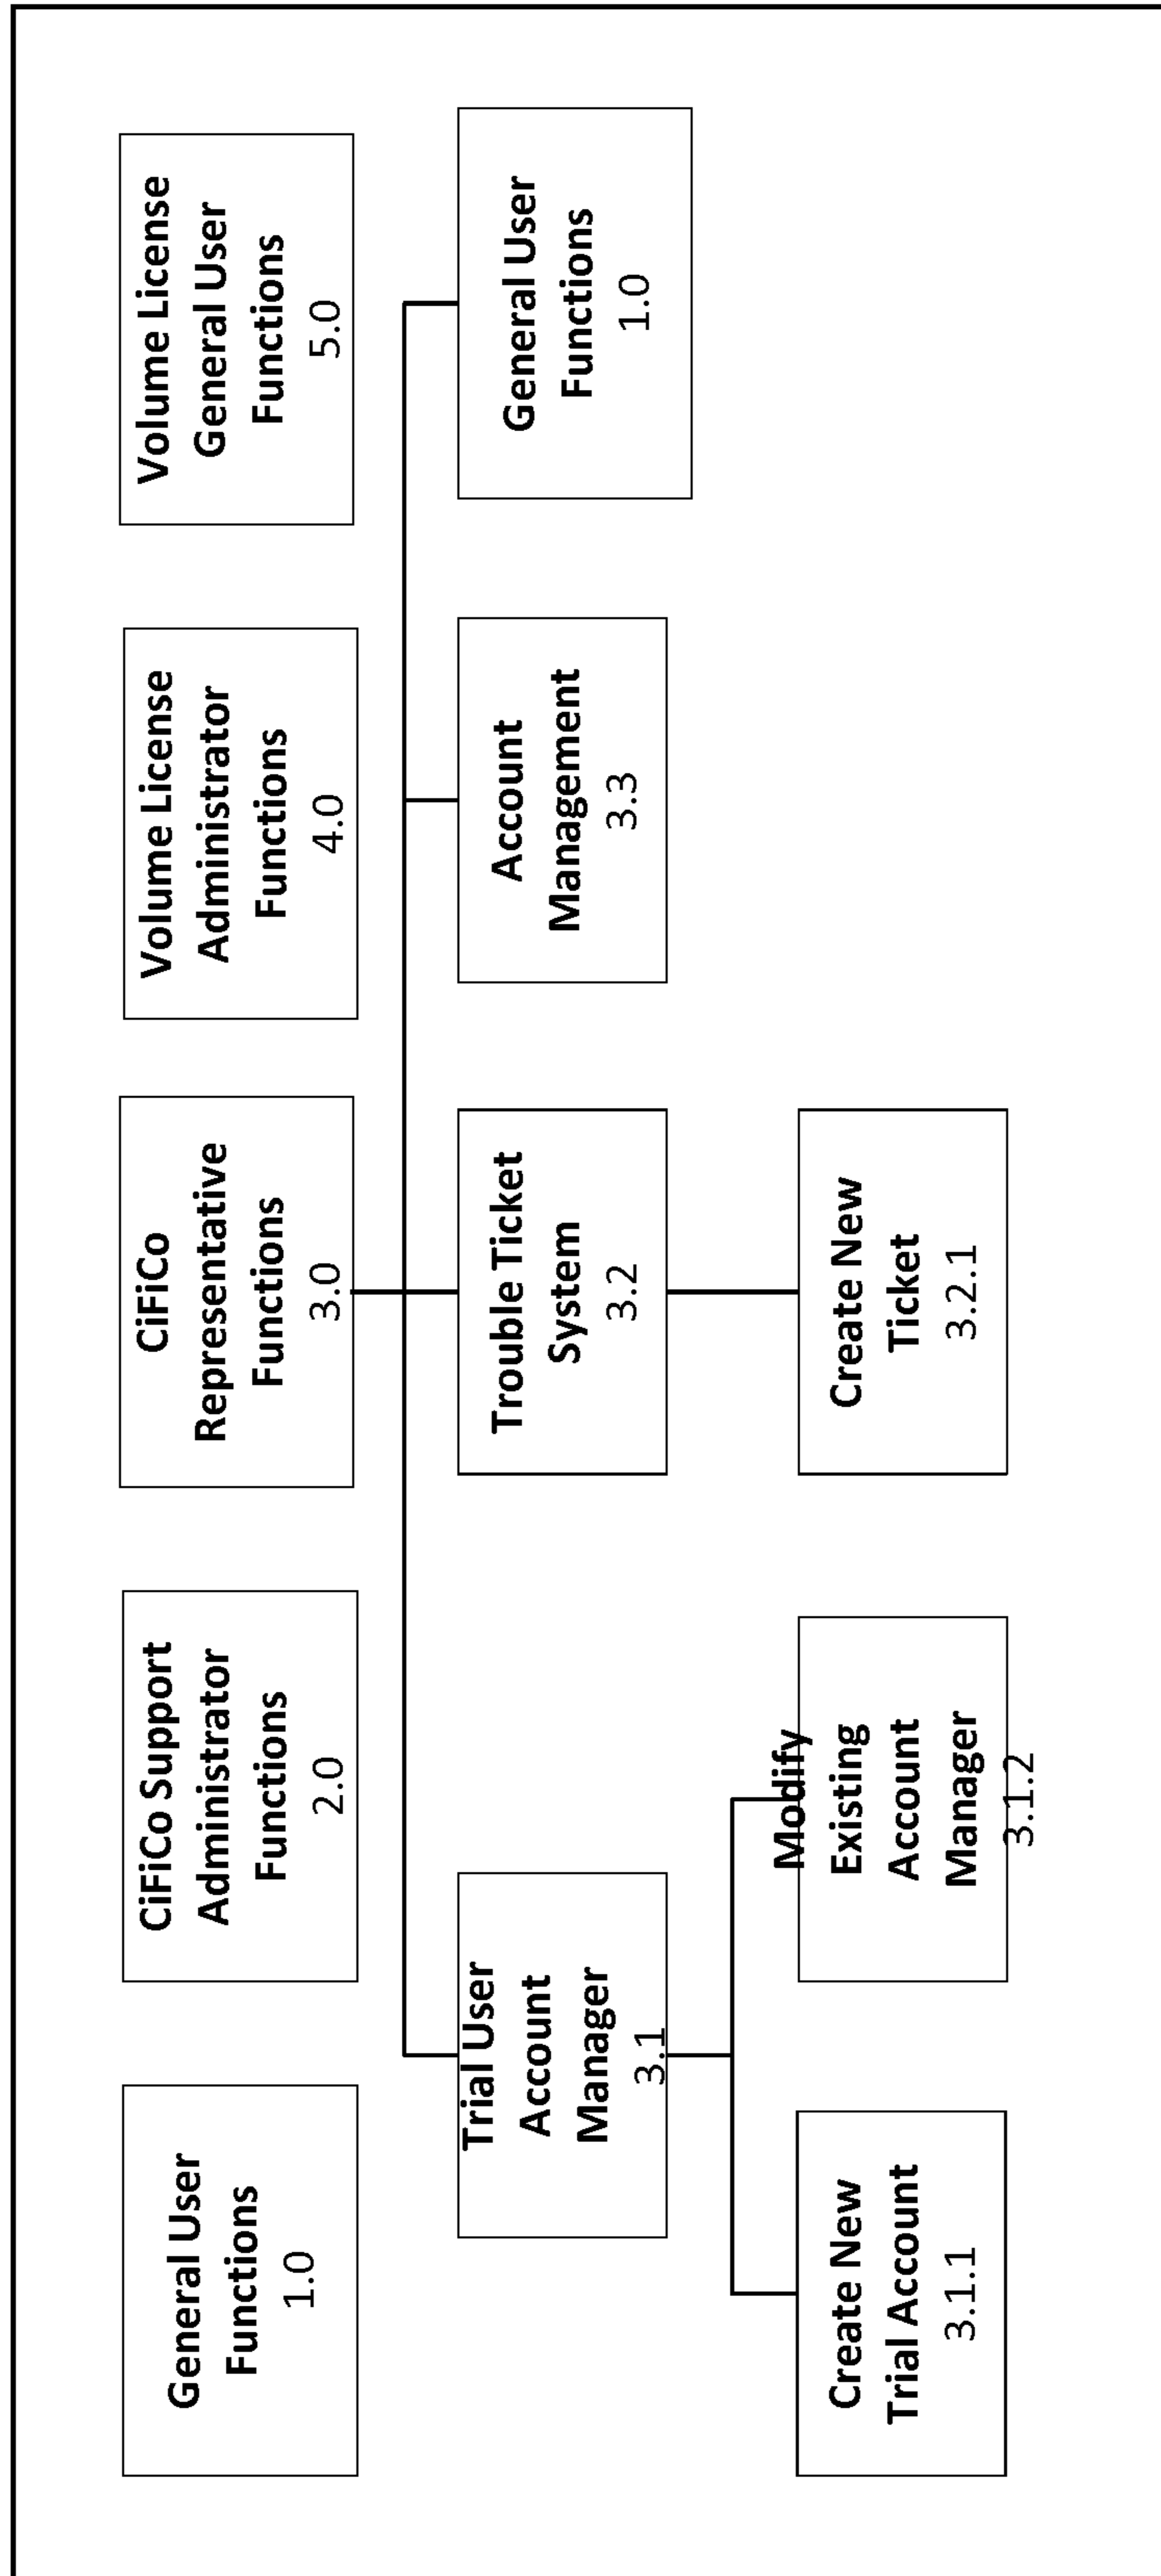 General User
Functions
1.0
CiFiCo Support
Administrator
Functions
2.0
CiFiCo
Representative
Functions
3.0
Volume License
Administrator
Functions
4.0
Volume License
General User
Functions
5.0
Trial User
Account
Manager
3.1
Trouble Ticket
System
3.2
Account
Management
3.3
General User
Functions
1.0
Create New
Trial Account
3.1.1
Modify
Existing
Account
Manager
3.1.2
Create New
Ticket
3.2.1